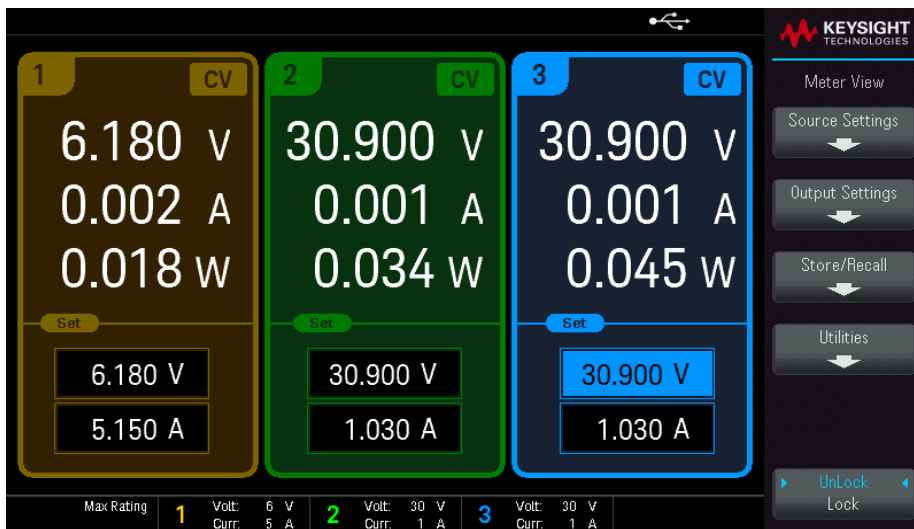 KEYSIGHT
TECHNOLOGIES
Meter View
Source Settings
Output Settings
Store/Recall
Utilities
UnLock
Lock
1 CV
6.180 V
0.002 A
0.018 W
Set
6.180 V
5.150 A
2 CV
30.900 V
0.001 A
0.034 W
Set
30.900 V
1.030 A
3 CV
30.900 V
0.001 A
0.045 W
Set
30.900 V
1.030 A
Max Rating
1 Volt: 6 V
Curr: 5 A
2 Volt: 30 V
Curr: 1 A
3 Volt: 30 V
Curr: 1 A